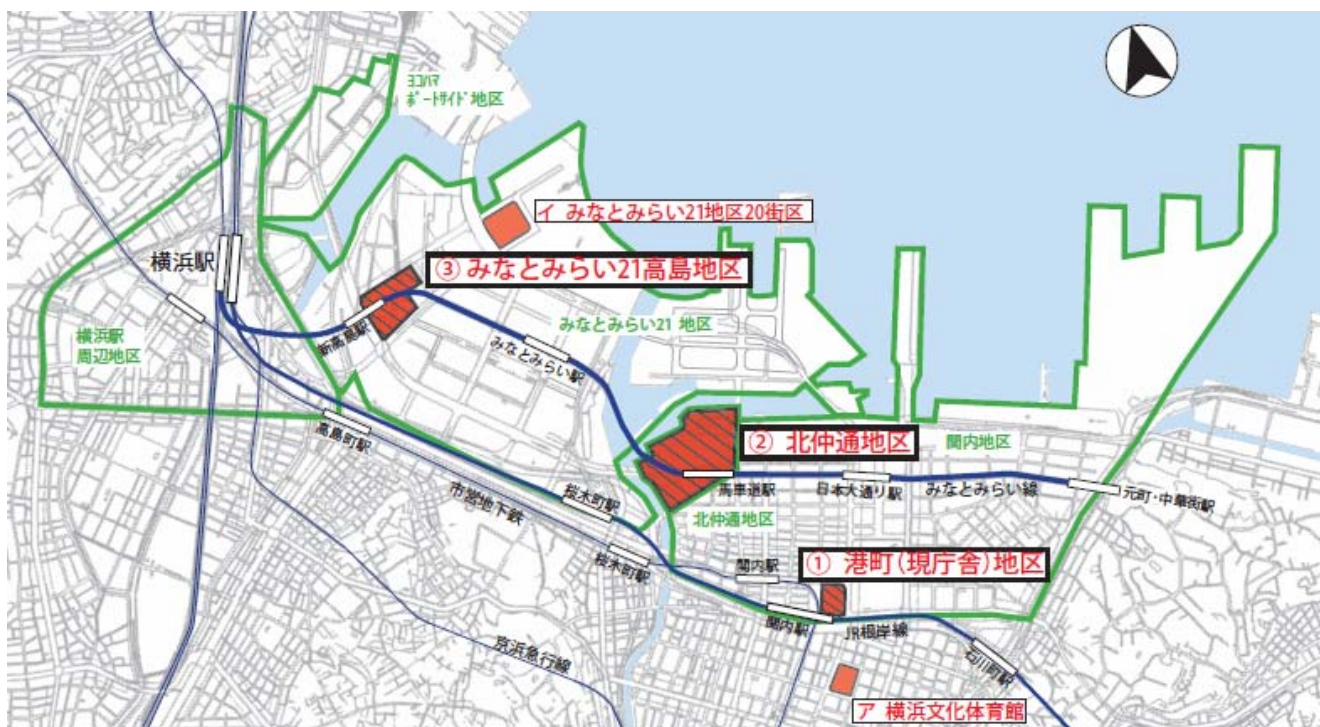 ヨコハマ
ポートサイド地区
イ みなとみらい21地区20街区
横浜駅
③ みなとみらい21高島地区
新高島駅
みなとみらい21 地区
横浜駅
周辺地区
みなとみらい駅
高島町駅
② 北仲通地区
関内地区
馬車道駅
日本大通り駅
みなとみらい線
元町・中華街駅
市営地下鉄
桜木町駅
北仲通地区
桜木町駅
関内駅
① 港町(現庁舎)地区
関内駅
JR根岸線
石川町駅
京浜急行線
ア 横浜文化体育館